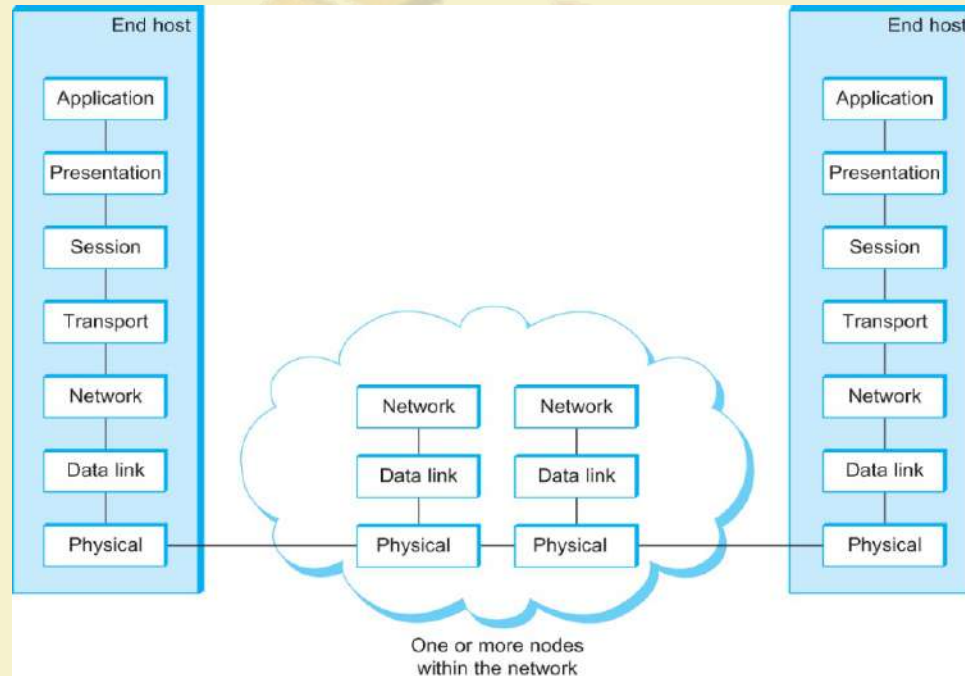 End host
Application
Presentation
Session
Transport
Network
Data link
Physical
Network
Data link
Physical
Network
Data link
Physical
One or more nodes
within the network
End host
Application
Presentation
Session
Transport
Network
Data link
Physical